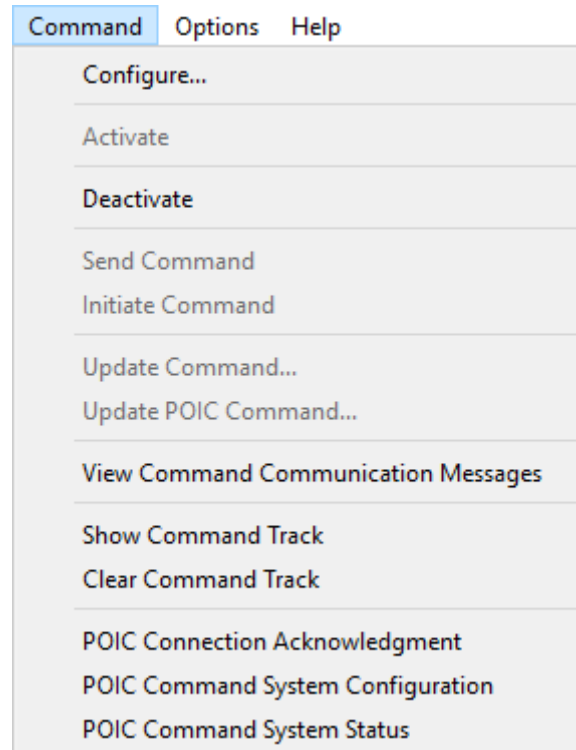 Command Options Help
Configure...
Activate
Deactivate
Send Command
Initiate Command
Update Command...
Update POIC Command...
View Command Communication Messages
Show Command Track
Clear Command Track
POIC Connection Acknowledgment
POIC Command System Configuration
POIC Command System Status